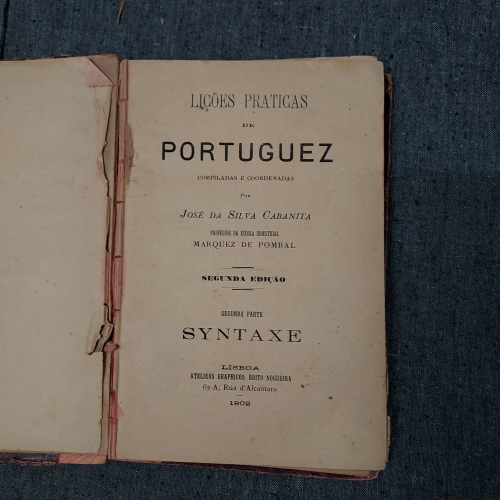 LIÇÕES PRATICAS
DE
PORTUGUEZ
COMPILADAS E COORDENADAS
POR
JOSÉ DA SILVA CABANITA
PROFESSOR DA ESCOLA INDUSTRIAL
MARQUEZ DE POMBAL
SEGUNDA EDIÇÃO
SEGUNDA PARTE
SYNTAXE
LISBOA
ATELIERS GRAPHICOS BRITO NOGUEIRA
62-A, Rua d'Alcantara
1902